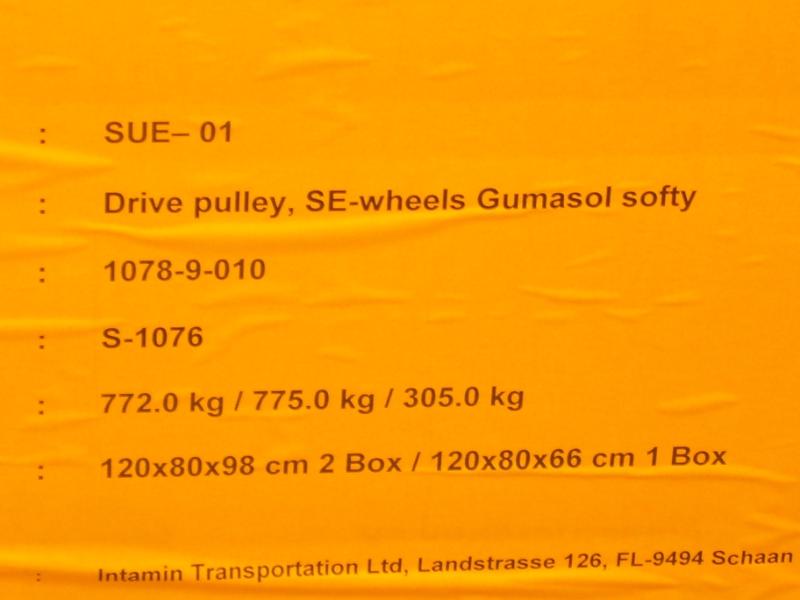 : SUE– 01
: Drive pulley, SE-wheels Gumasol softy
: 1078-9-010
: S-1076
: 772.0 kg / 775.0 kg / 305.0 kg
: 120x80x98 cm 2 Box / 120x80x66 cm 1 Box
: Intamin Transportation Ltd, Landstrasse 126, FL-9494 Schaan